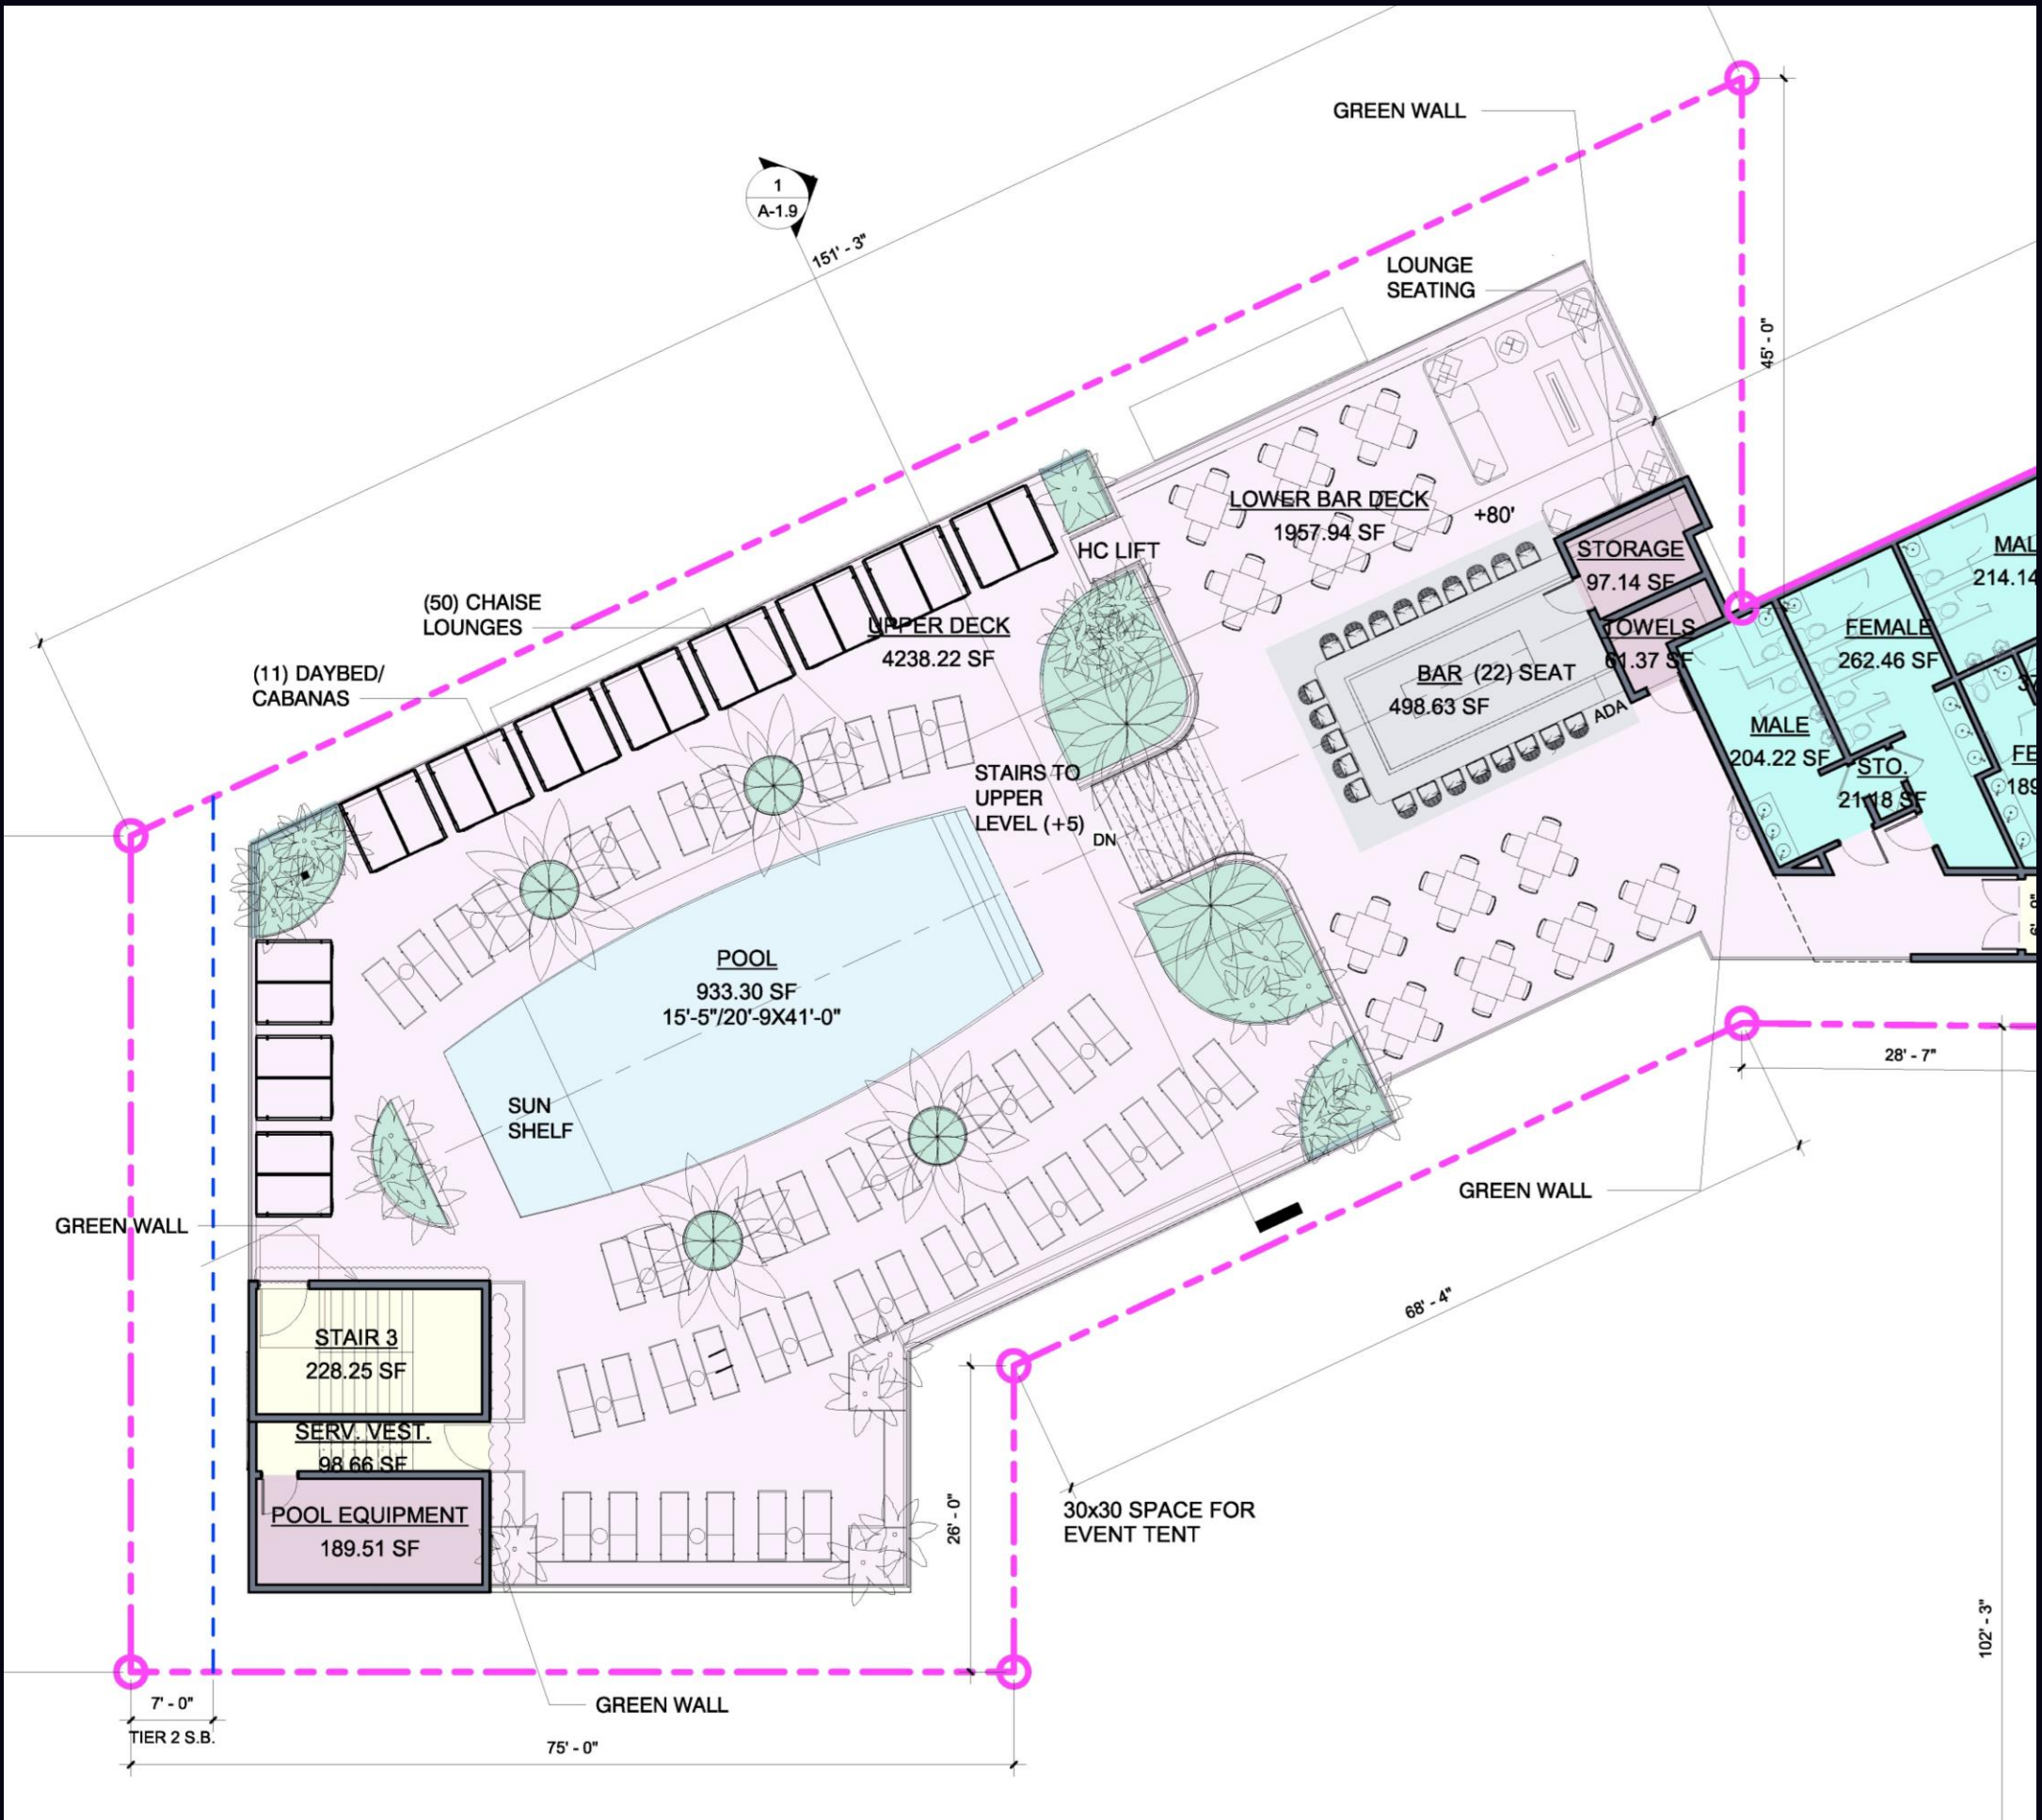 GREEN WALL
1
A-1.9
151' - 3"
LOUNGE
SEATING
45' - 0"
LOWER BAR DECK
1957.94 SF
+80'
HC LIFT
STORAGE
97.14 SF
MAL
214.14
(50) CHAISE
LOUNGES
UPPER DECK
4238.22 SF
TOWELS
61.37 SF
FEMALE
262.46 SF
(11) DAYBED/
CABANAS
BAR (22) SEAT
498.63 SF
ADA
37
MALE
204.22 SF
FE
189
STO.
21.18 SF
STAIRS TO
UPPER
LEVEL (+5)
DN
POOL
933.30 SF
15'-5"/20'-9X41'-0"
28' - 7"
SUN
SHELF
GREEN WALL
GREEN WALL
68' - 4"
STAIR 3
228.25 SF
SERV. VEST.
98.66 SF
POOL EQUIPMENT
189.51 SF
26' - 0"
30x30 SPACE FOR
EVENT TENT
102' - 3"
GREEN WALL
7' - 0"
TIER 2 S.B.
75' - 0"